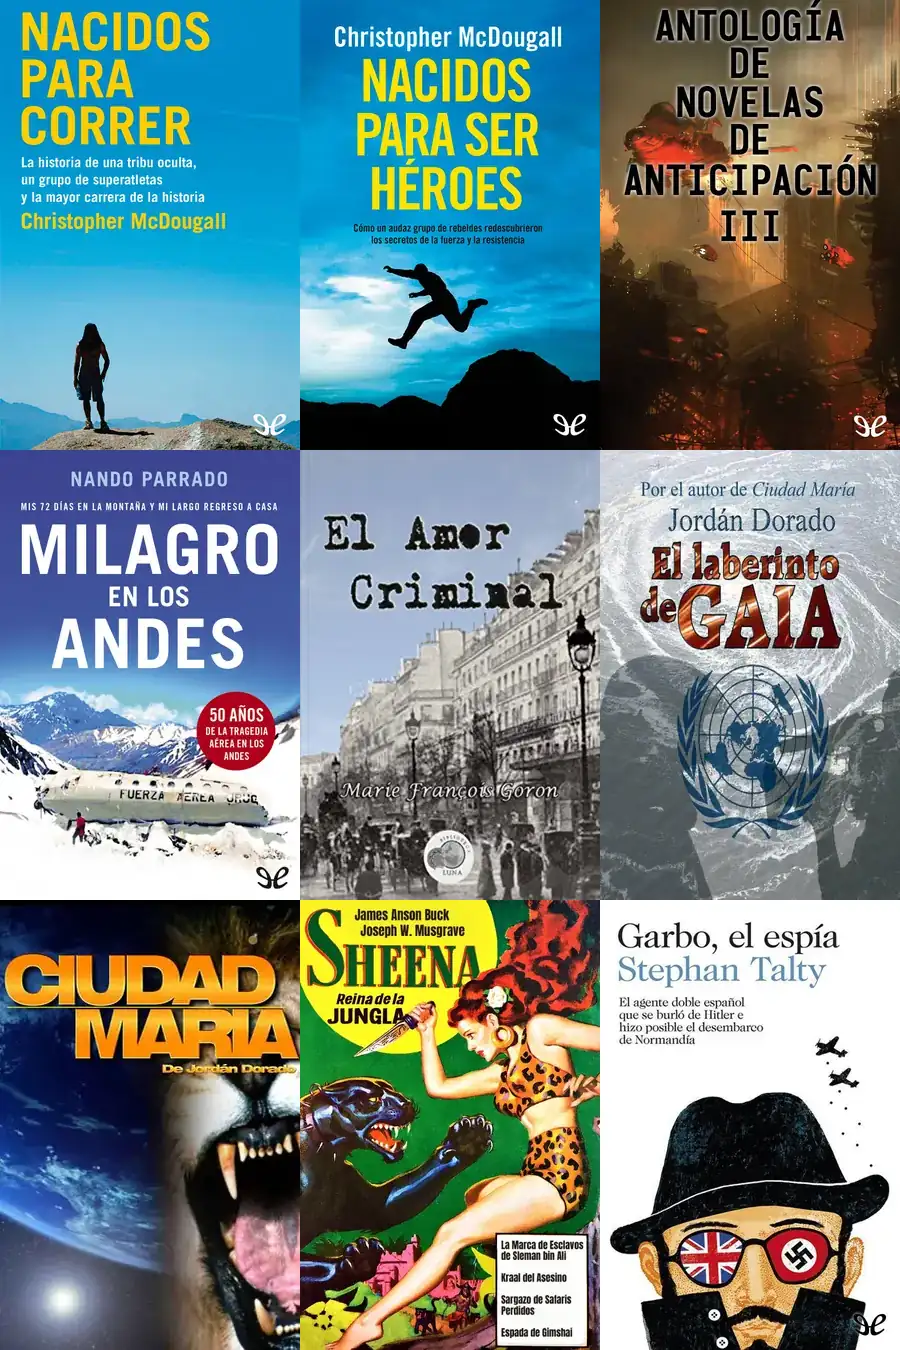 NACIDOS
PARA
CORRER
La historia de una tribu oculta,
un grupo de superatletas
y la mayor carrera de la historia
Christopher McDougall
Christopher McDougall
NACIDOS
PARA SER
HÉROES
Cómo un audaz grupo de rebeldes redescubrieron
los secretos de la fuerza y la resistencia
ANTOLOGÍA
DE
NOVELAS
DE
ANTICIPACIÓN
III
NANDO PARRADO
MIS 72 DÍAS EN LA MONTAÑA Y MI LARGO REGRESO A CASA
MILAGRO
EN LOS
ANDES
50 AÑOS
DE LA TRAGEDIA
AÉREA EN LOS
ANDES
FUERZA AEREA URUG
El Amor
Criminal
Marie François Goron
BIBLIOTECA
LUNA
Por el autor de Ciudad María
Jordán Dorado
El laberinto
de GAIA
CIUDAD
MARIA
De Jordán Dorado
James Anson Buck
Joseph W. Musgrave
SHEENA
Reina de la
JUNGLA
La Marca de Esclavos
de Sleman bin Ali
Kraal del Asesino
Sargazo de Safaris
Perdidos
Espada de Gimshai
Garbo, el espía
Stephan Talty
El agente doble español
que se burló de Hitler e
hizo posible el desembarco
de Normandía